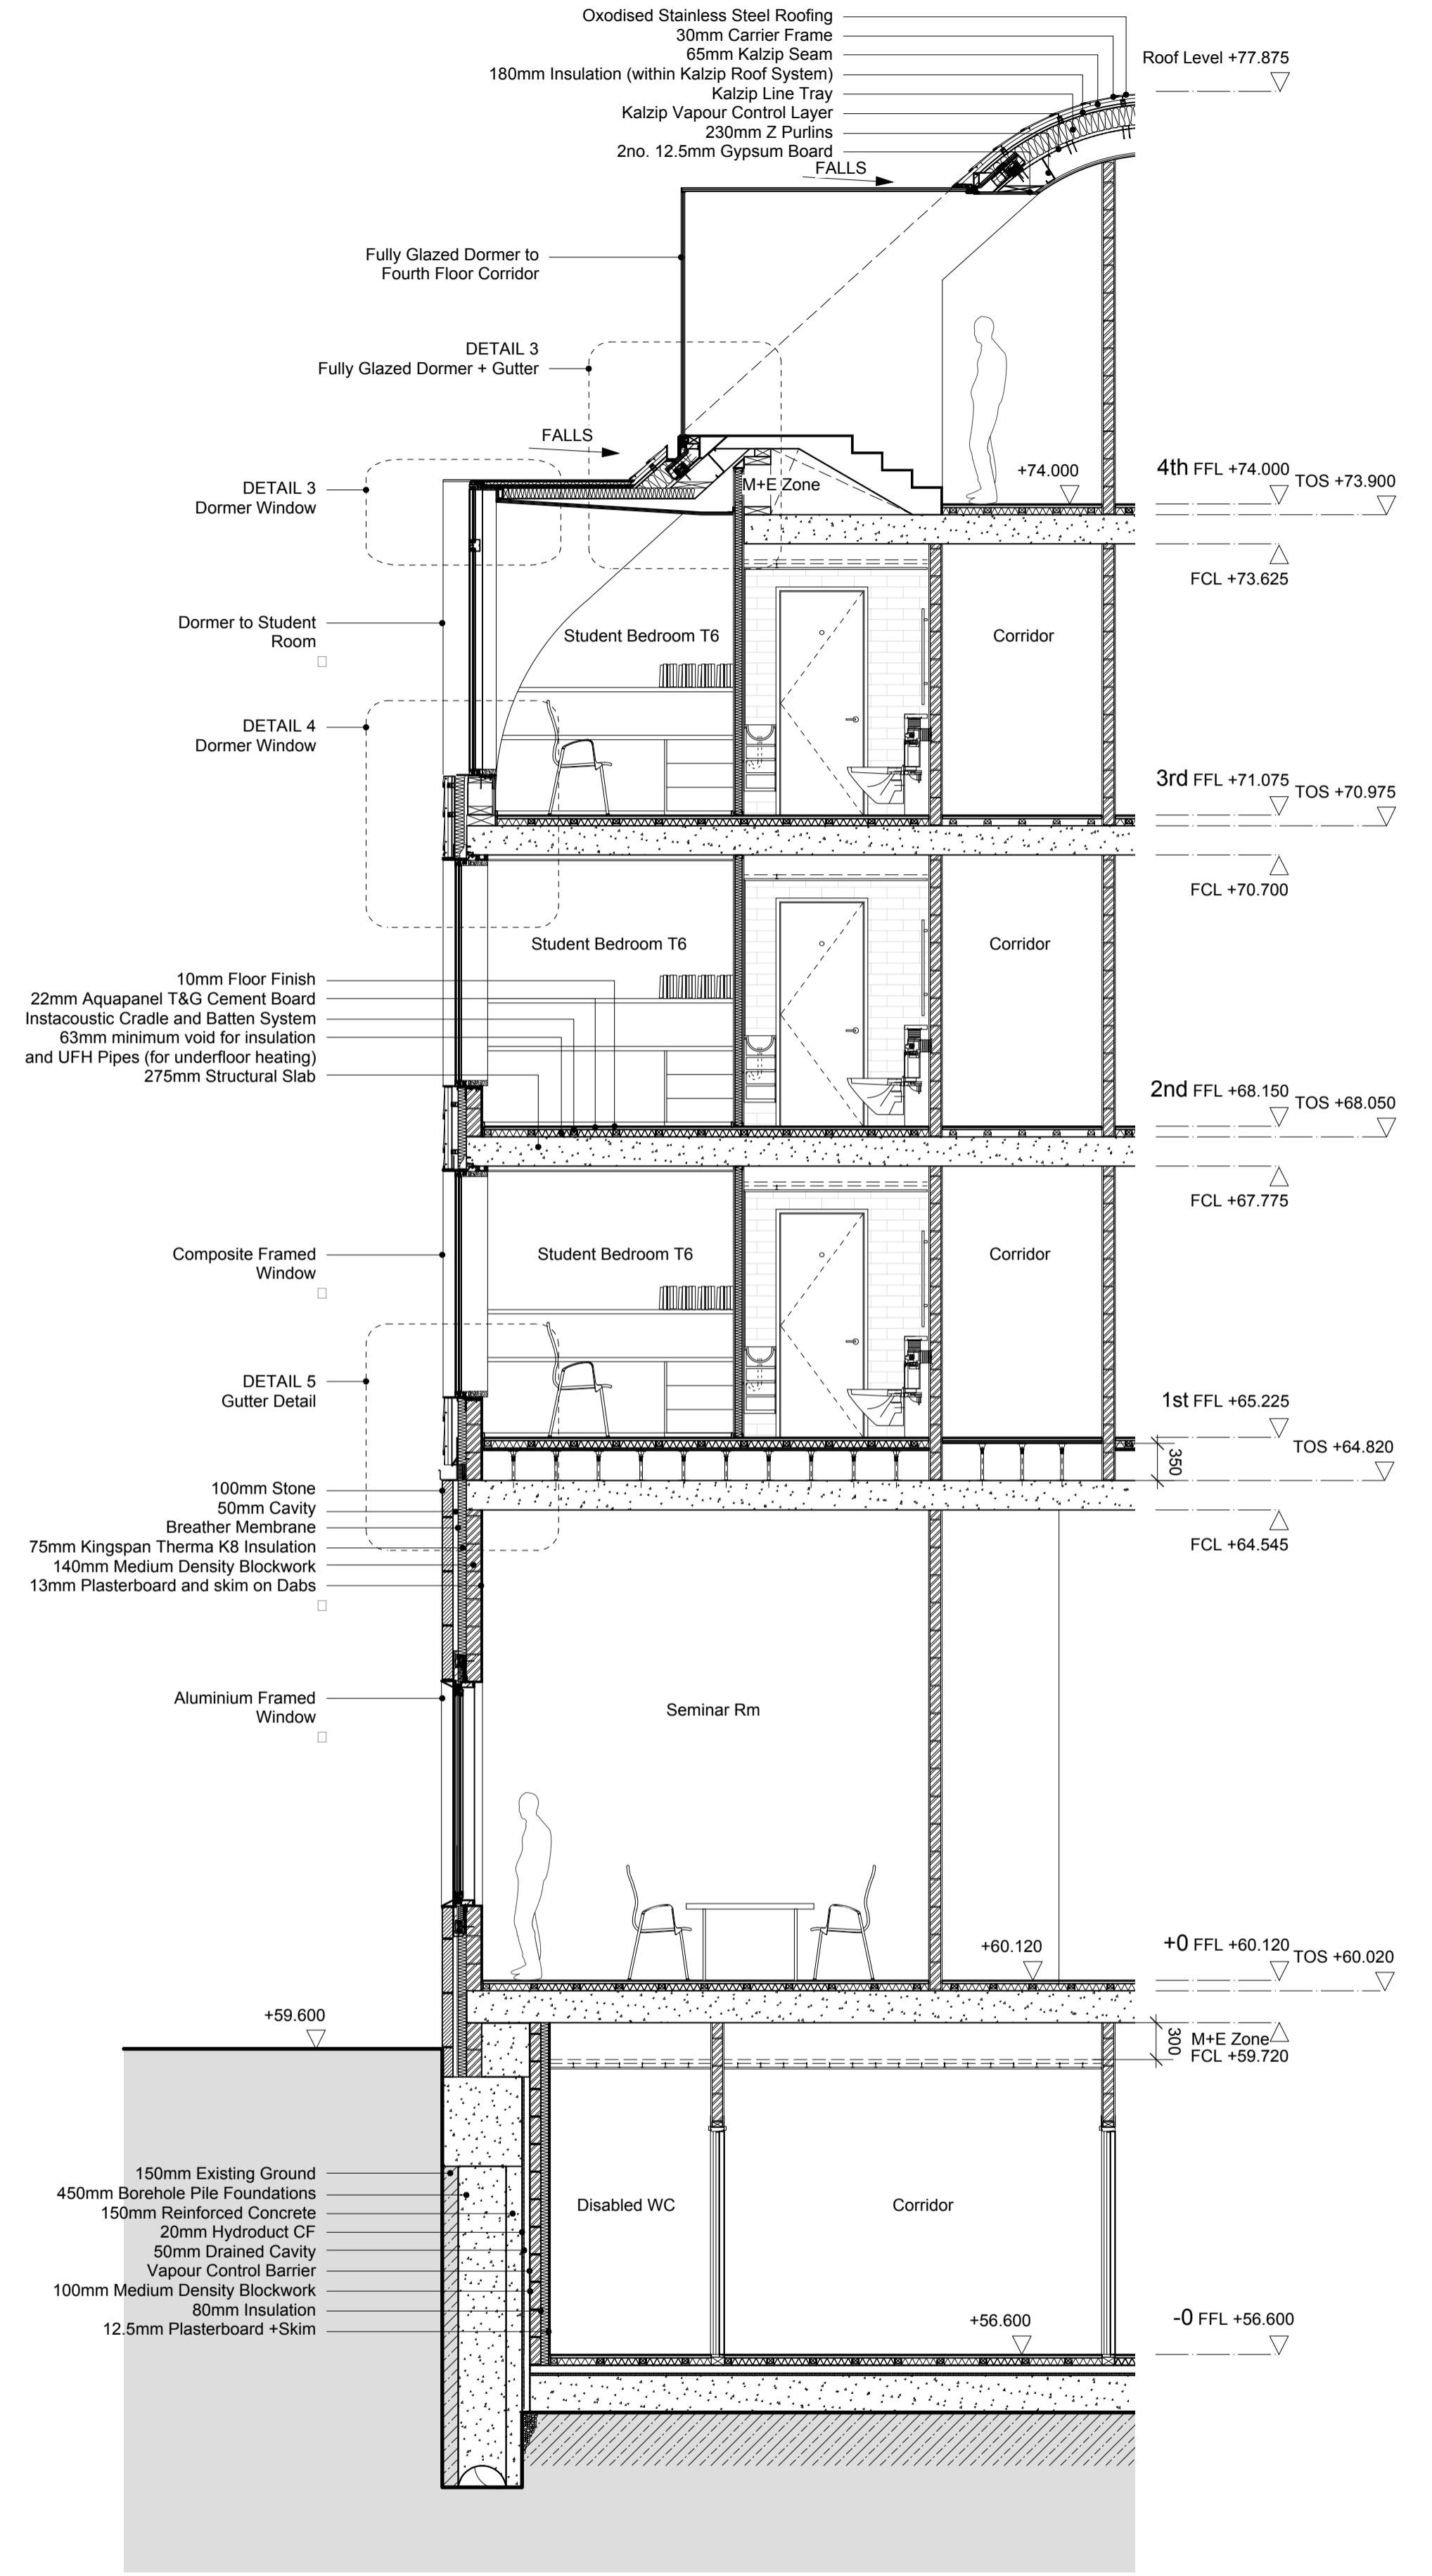 Oxodised Stainless Steel Roofing
30mm Carrier Frame
65mm Kalzip Seam
180mm Insulation (within Kalzip Roof System)
Kalzip Line Tray
Kalzip Vapour Control Layer
230mm Z Purlins
2no. 12.5mm Gypsum Board
FALLS
Roof Level +77.875
Fully Glazed Dormer to
Fourth Floor Corridor
DETAIL 3
Fully Glazed Dormer + Gutter
FALLS
DETAIL 3
Dormer Window
M+E Zone
+74.000
4th FFL +74.000
TOS +73.900
FCL +73.625
Dormer to Student
Room
Student Bedroom T6
Corridor
DETAIL 4
Dormer Window
3rd FFL +71.075
TOS +70.975
FCL +70.700
Student Bedroom T6
Corridor
10mm Floor Finish
22mm Aquapanel T&G Cement Board
Instacoustic Cradle and Batten System
63mm minimum void for insulation
and UFH Pipes (for underfloor heating)
275mm Structural Slab
2nd FFL +68.150
TOS +68.050
FCL +67.775
Composite Framed
Window
Student Bedroom T6
Corridor
DETAIL 5
Gutter Detail
1st FFL +65.225
TOS +64.820
350
FCL +64.545
100mm Stone
50mm Cavity
Breather Membrane
75mm Kingspan Therma K8 Insulation
140mm Medium Density Blockwork
13mm Plasterboard and skim on Dabs
Aluminium Framed
Window
Seminar Rm
+60.120
+0 FFL +60.120
TOS +60.020
+59.600
300
M+E Zone
FCL +59.720
150mm Existing Ground
450mm Borehole Pile Foundations
150mm Reinforced Concrete
20mm Hydroduct CF
50mm Drained Cavity
Vapour Control Barrier
100mm Medium Density Blockwork
80mm Insulation
12.5mm Plasterboard +Skim
Disabled WC
Corridor
+56.600
-0 FFL +56.600